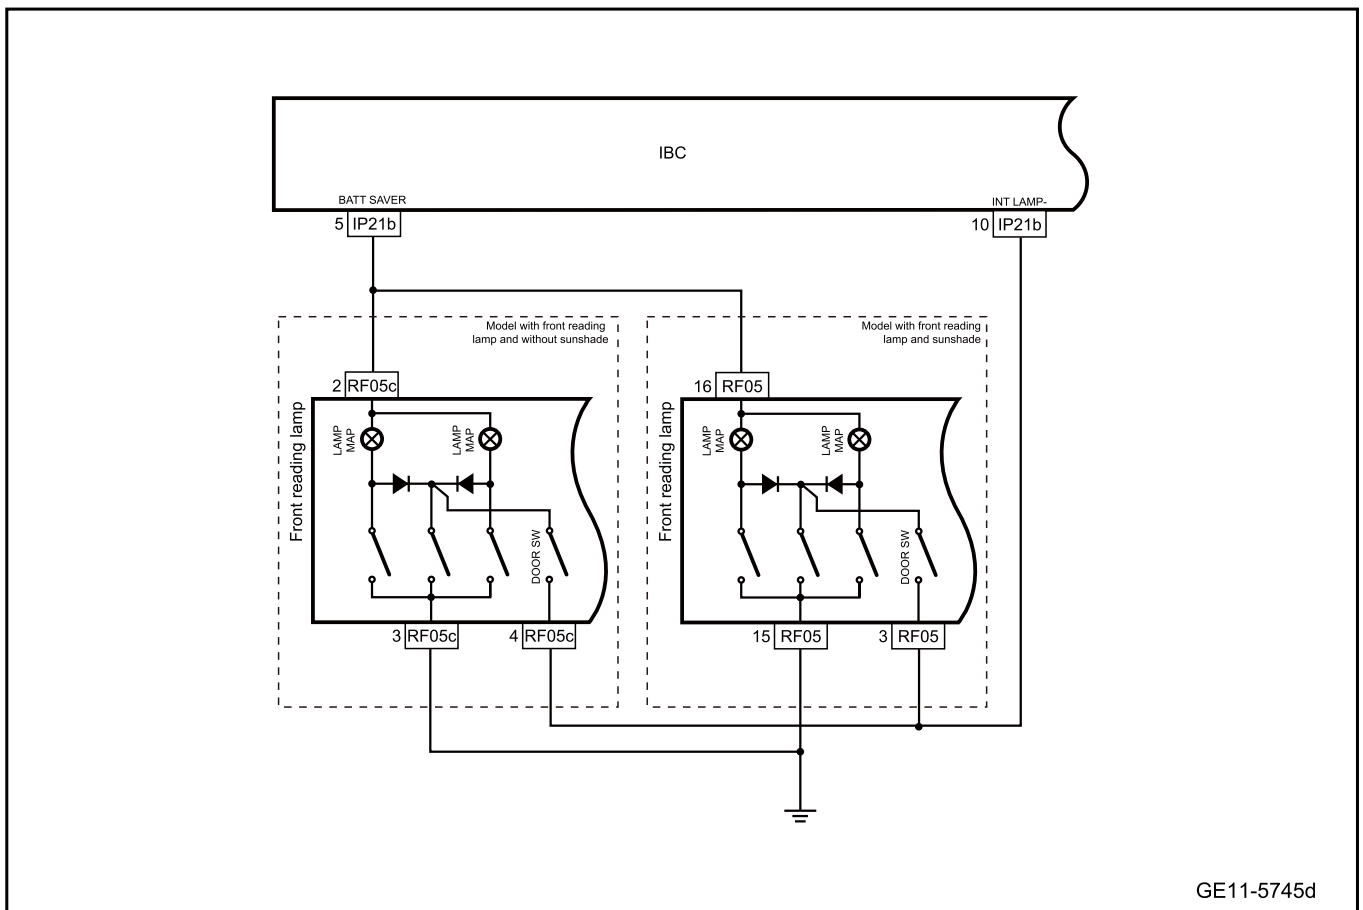 IBC
BATT SAVER
INT LAMP-
5 IP21b
10 IP21b
Model with front reading
lamp and without sunshade
Model with front reading
lamp and sunshade
2 RF05c
16 RF05
Front reading lamp
LAMP
MAP
LAMP
MAP
DOOR SW
Front reading lamp
LAMP
MAP
LAMP
MAP
DOOR SW
3 RF05c
4 RF05c
15 RF05
3 RF05
GE11-5745d